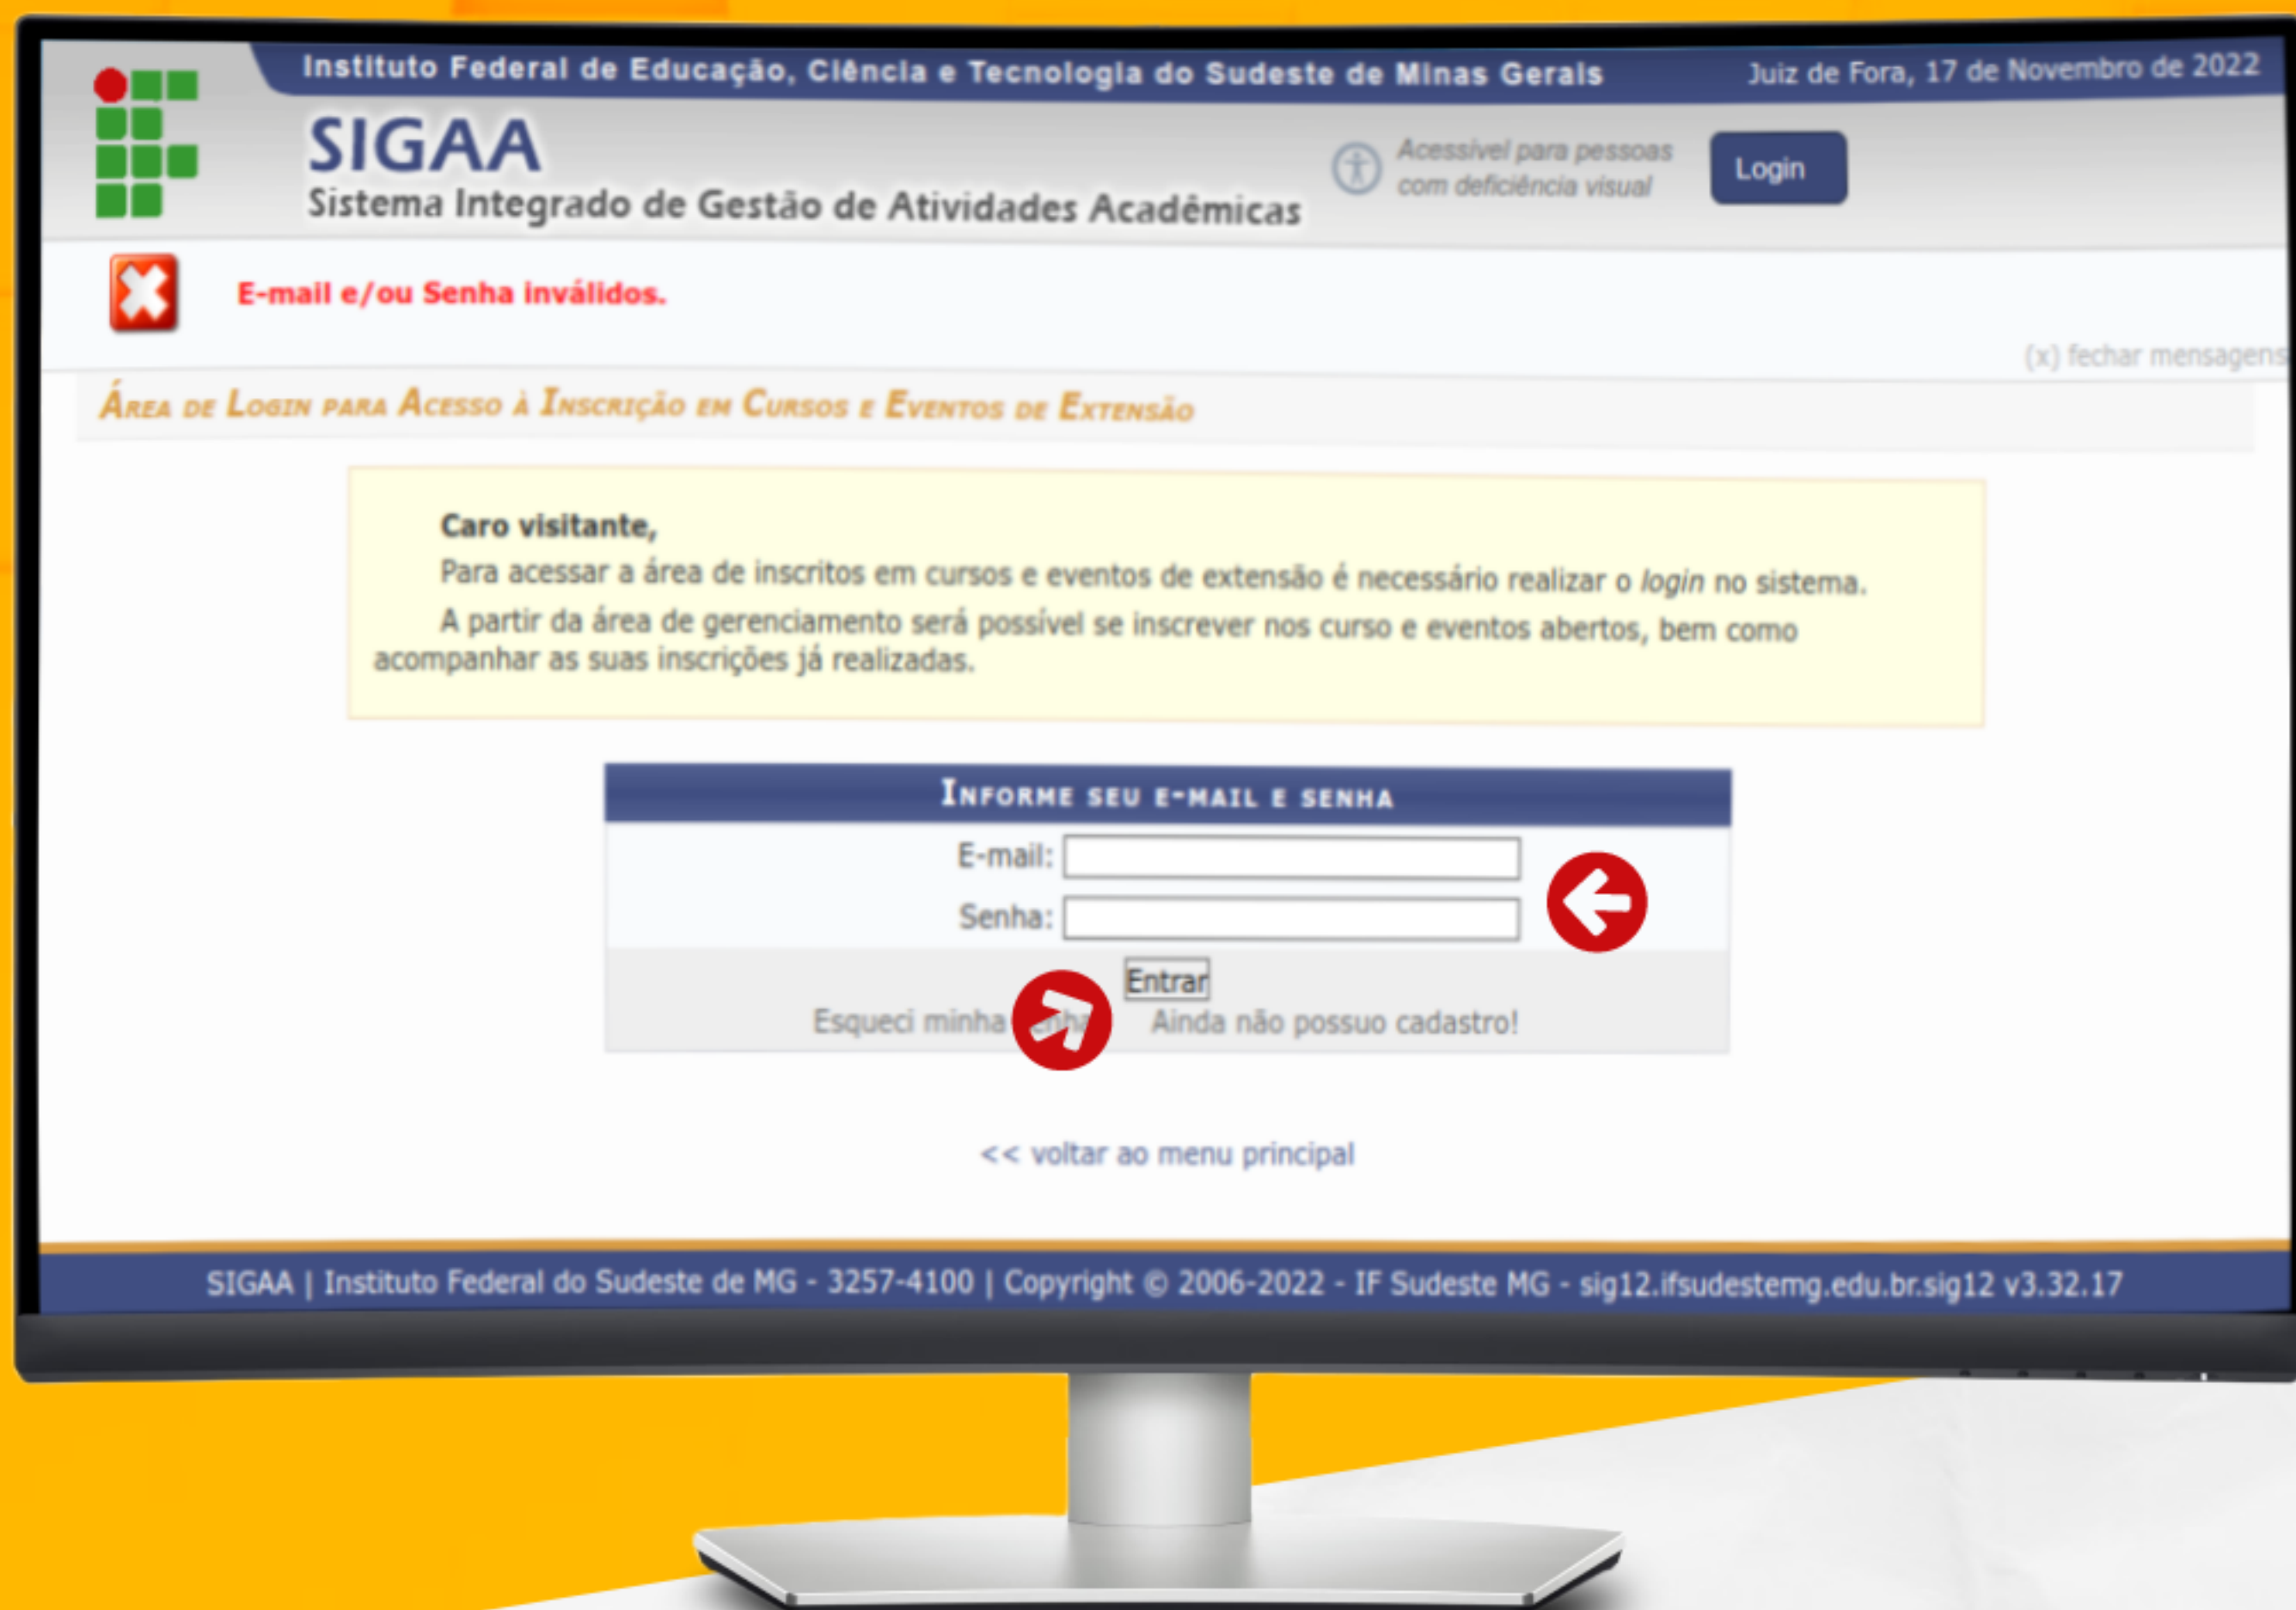 Instituto Federal de Educação, Ciência e Tecnologia do Sudeste de Minas Gerais
Juiz de Fora, 17 de Novembro de 2022
SIGAA
Sistema Integrado de Gestão de Atividades Acadêmicas
Acessível para pessoas
com deficiência visual
Login
E-mail e/ou Senha inválidos.
(x) fechar mensagens
Área de Login para Acesso à Inscrição em Cursos e Eventos de Extensão
Caro visitante,
Para acessar a área de inscritos em cursos e eventos de extensão é necessário realizar o login no sistema.
A partir da área de gerenciamento será possível se inscrever nos curso e eventos abertos, bem como
acompanhar as suas inscrições já realizadas.
Informe seu e-mail e senha
E-mail:
Senha:
Entrar
Esqueci minha
Ainda não possuo cadastro!
<< voltar ao menu principal
SIGAA | Instituto Federal do Sudeste de MG - 3257-4100 | Copyright © 2006-2022 - IF Sudeste MG - sig12.ifsudestemg.edu.br.sig12 v3.32.17